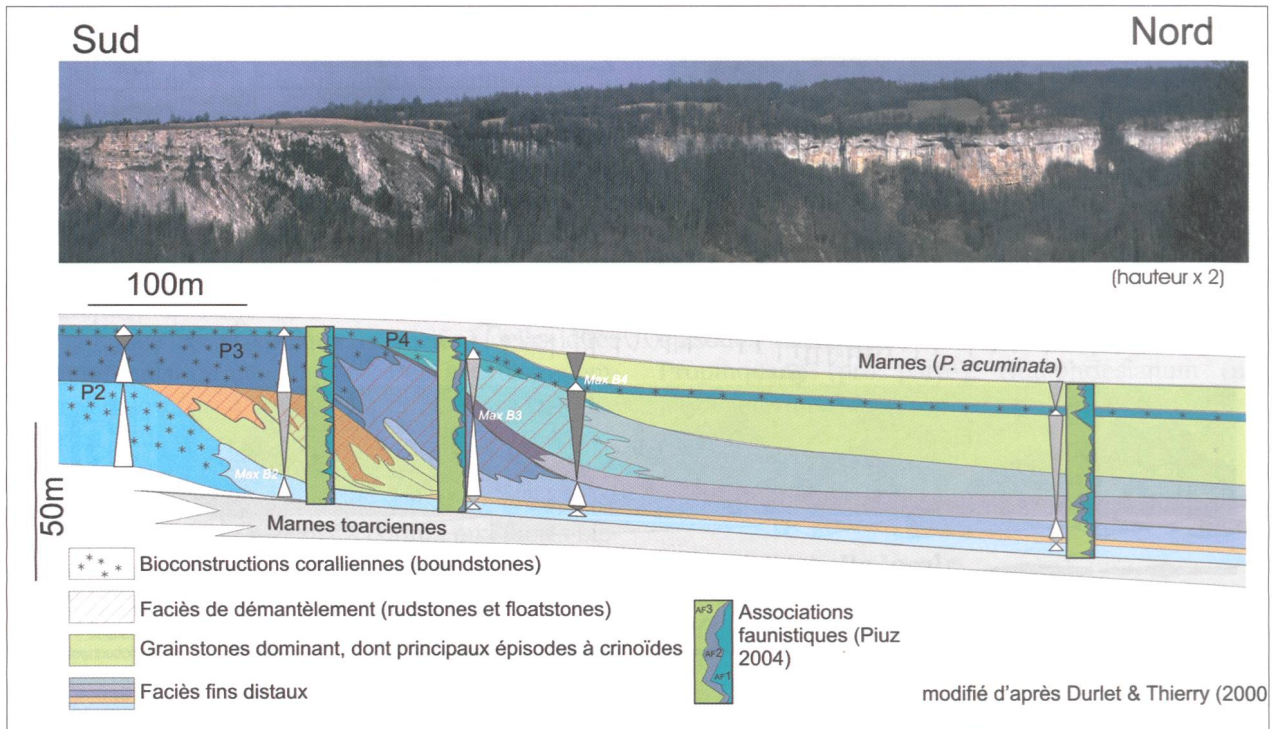 Sud
Nord
(hauteur x 2)
100m
50m
P2
P3
P4
Max B2
Max B3
Max B4
Marnes (P. acuminata)
Marnes toarciennes
Bioconstructions coralliennes (boundstones)
Faciès de démantèlement (rudstones et floatstones)
Grainstones dominant, dont principaux épisodes à crinoïdes
Faciès fins distaux
AF3
AF2
AF1
Associations
faunistiques (Piuz
2004)
modifié d'après Durlet & Thierry (2000